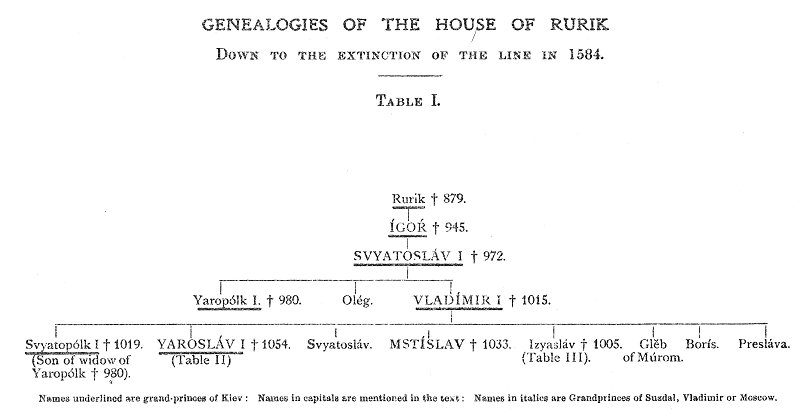 GENEALOGIES OF THE HOUSE OF RURIK
DOWN TO THE EXTINCTION OF THE LINE IN 1584.
TABLE I.
Rurik † 879.
ÍGOŔ † 945.
SVYATOSLÁV I † 972.
Yaropólk I. † 980. Olég. VLADÍMIR I † 1015.
Svyatopólk I † 1019. YAROSLÁV I † 1054. Svyatosláv. MSTÍSLAV † 1033. Izyasláv † 1005. Glěb Borís. Presláva.
(Son of widow of (Table II) (Table III). of Múrom.
Yaropólk † 980).
Names underlined are grand-princes of Kiev : Names in capitals are mentioned in the text : Names in italics are Grandprinces of Suzdal, Vladimir or Moscow.